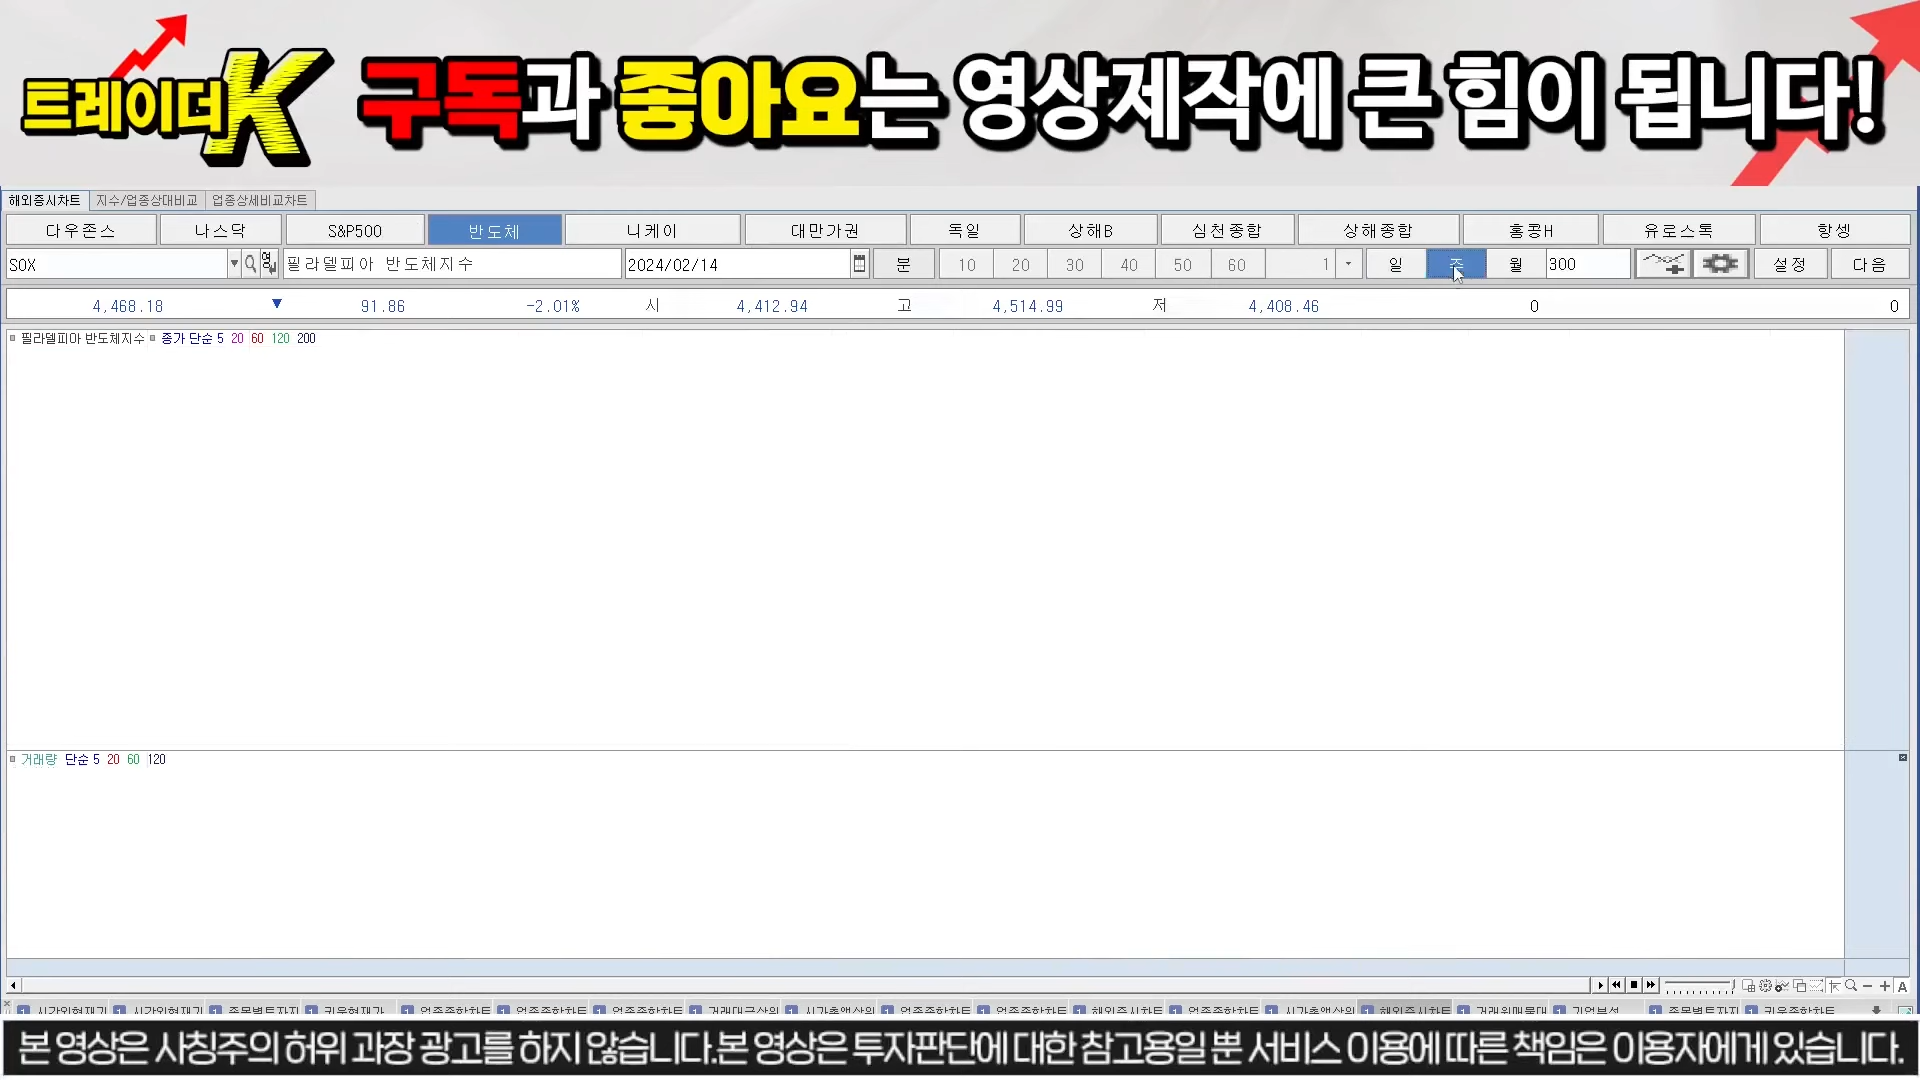 트레이더K 구독과 좋아요는 영상제작에 큰 힘이 됩니다!
해외증시차트 지수/업종상대비교 업종상세비교차트
다우존스 나스닥 S&P500 반도체 니케이 대만가권 독일 상해B 심천종합 상해종합 홍콩H 유로스톡 항셍
SOX 필라델피아 반도체지수 2024/02/14 분 10 20 30 40 50 60 1 일 주 월 300 설정 다음
4,468.18 ▼ 91.86 -2.01% 시 4,412.94 고 4,514.99 저 4,408.46 0 0
필라델피아 반도체지수 종가 단순 5 20 60 120 200
거래량 단순 5 20 60 120
본 영상은 사칭주의 허위 과장 광고를 하지 않습니다.본 영상은 투자판단에 대한 참고용일 뿐 서비스 이용에 따른 책임은 이용자에게 있습니다.